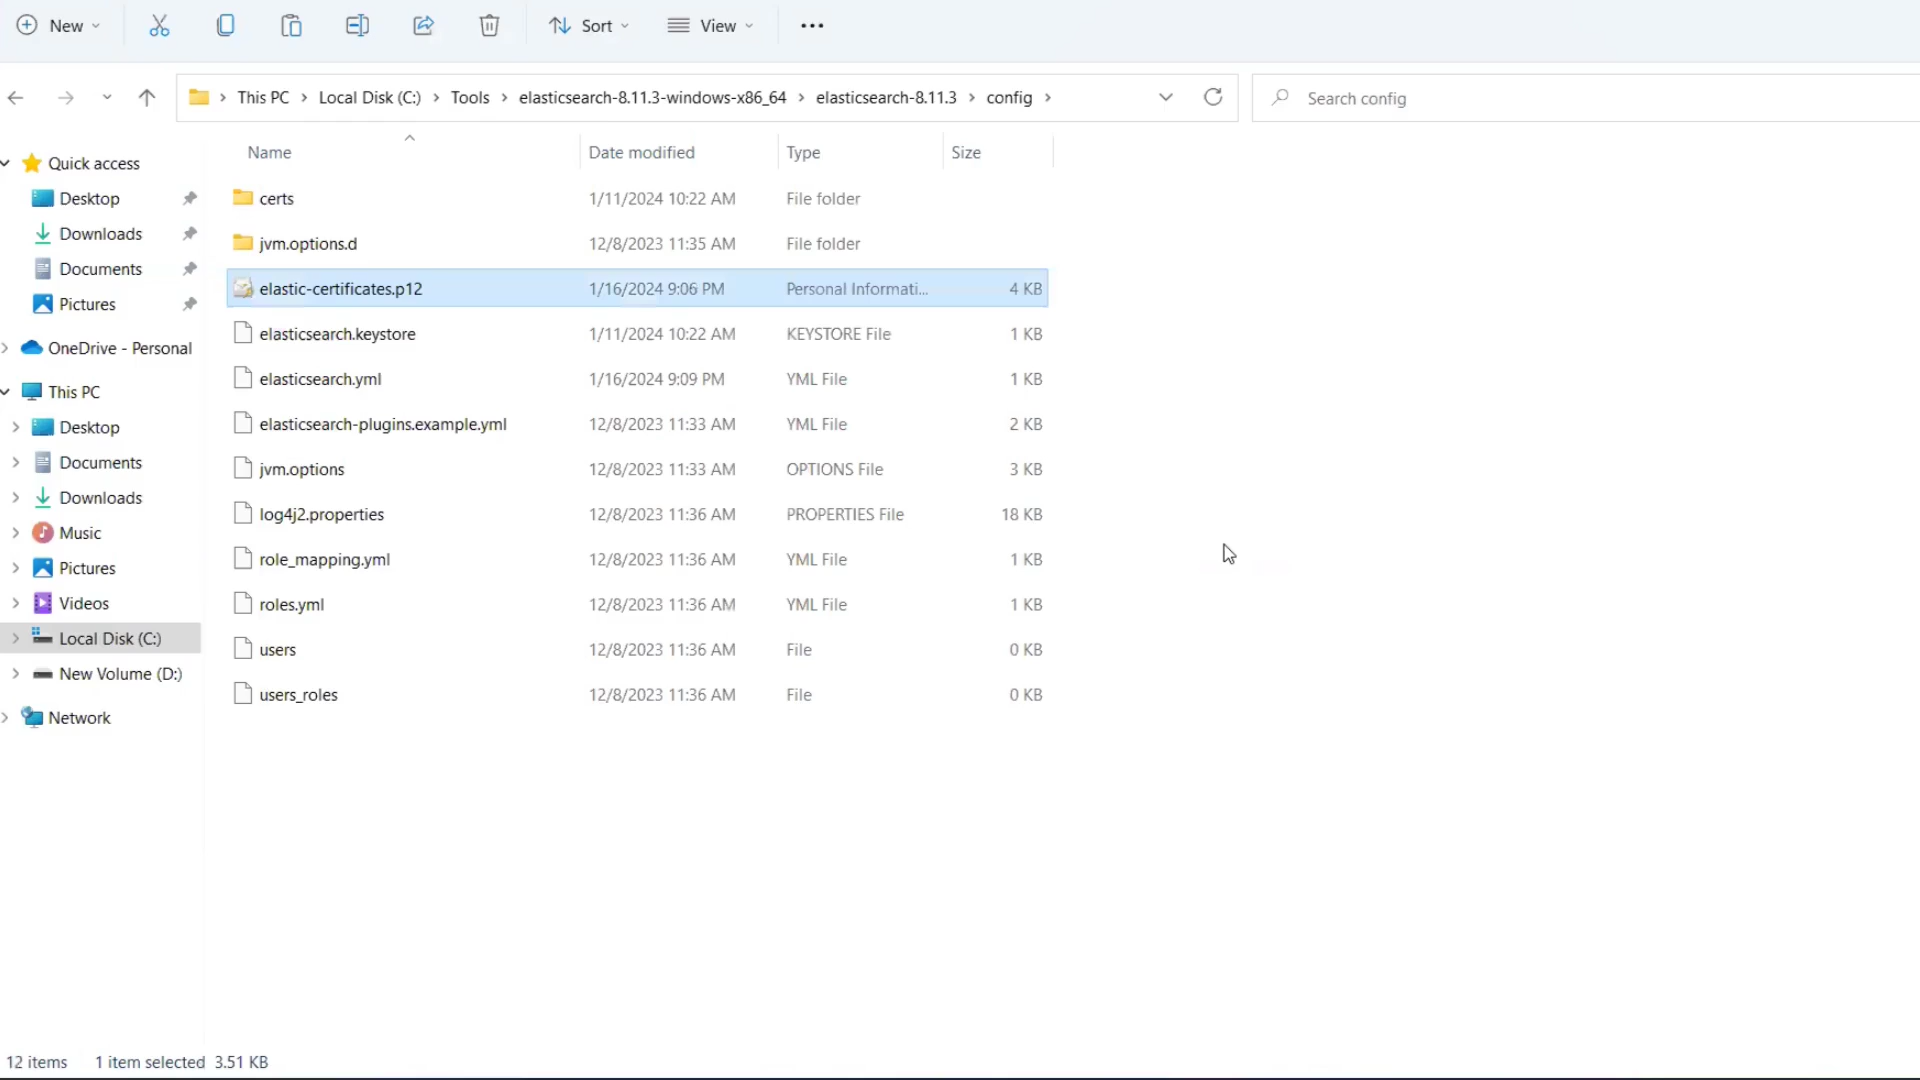 New
Sort
View
This PC > Local Disk (C:) > Tools > elasticsearch-8.11.3-windows-x86_64 > elasticsearch-8.11.3 > config >
Search config
Name Date modified Type Size
Quick access
Desktop
Downloads
Documents
Pictures
OneDrive - Personal
This PC
Desktop
Documents
Downloads
Music
Pictures
Videos
Local Disk (C:)
New Volume (D:)
Network
certs 1/11/2024 10:22 AM File folder
jvm.options.d 12/8/2023 11:35 AM File folder
elastic-certificates.p12 1/16/2024 9:06 PM Personal Informati... 4 KB
elasticsearch.keystore 1/11/2024 10:22 AM KEYSTORE File 1 KB
elasticsearch.yml 1/16/2024 9:09 PM YML File 1 KB
elasticsearch-plugins.example.yml 12/8/2023 11:33 AM YML File 2 KB
jvm.options 12/8/2023 11:33 AM OPTIONS File 3 KB
log4j2.properties 12/8/2023 11:36 AM PROPERTIES File 18 KB
role_mapping.yml 12/8/2023 11:36 AM YML File 1 KB
roles.yml 12/8/2023 11:36 AM YML File 1 KB
users 12/8/2023 11:36 AM File 0 KB
users_roles 12/8/2023 11:36 AM File 0 KB
12 items 1 item selected 3.51 KB